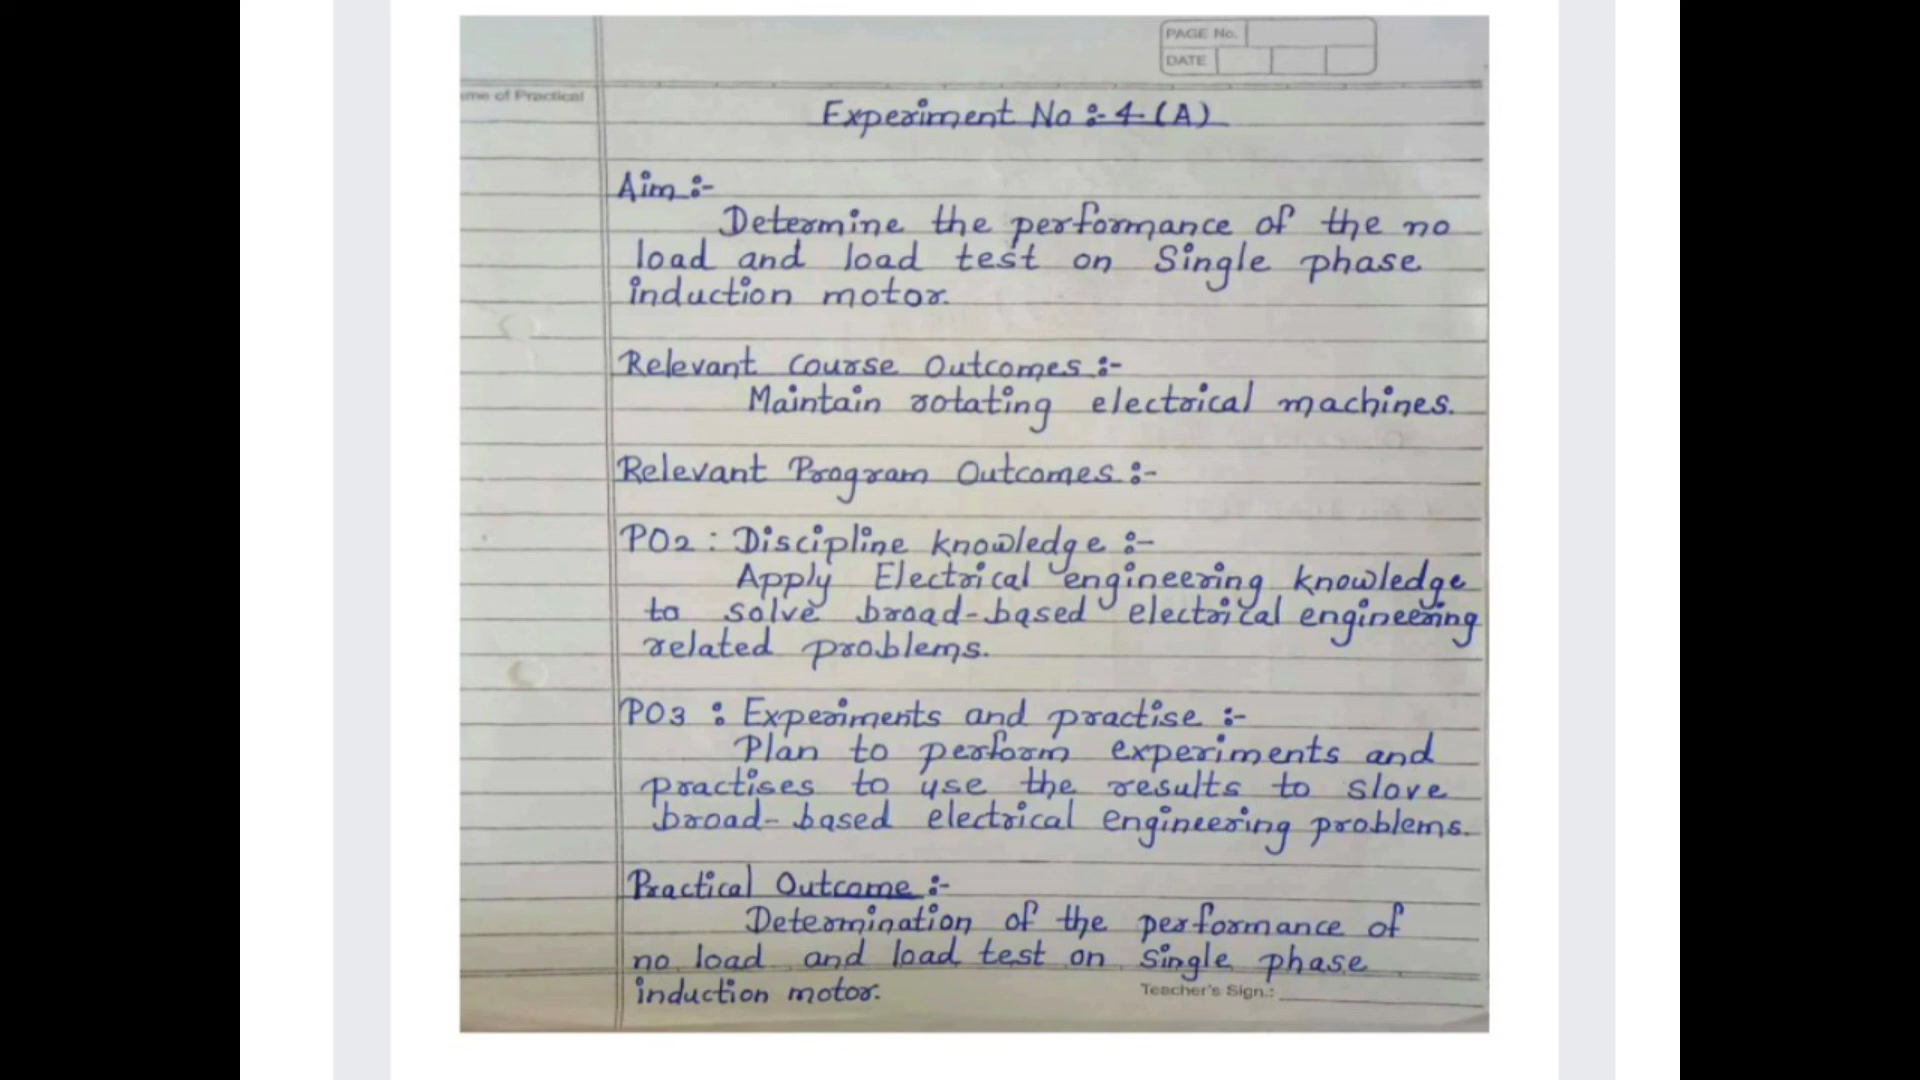 PAGE No.
DATE
me of Practical
Experiment No :- 4 (A)
Aim :-
Determine the performance of the no
load and load test on Single phase
induction motor.
Relevant Course Outcomes :-
Maintain rotating electrical machines.
Relevant Program Outcomes :-
PO2 : Discipline knowledge :-
Apply Electrical engineering knowledge
to solve broad-based electrical engineering
related problems.
PO3 : Experiments and practise :-
Plan to perform experiments and
practises to use the results to slove
broad-based electrical engineering problems.
Practical Outcome :-
Determination of the performance of
no load and load test on Single phase
induction motor.
Teacher's Sign.: